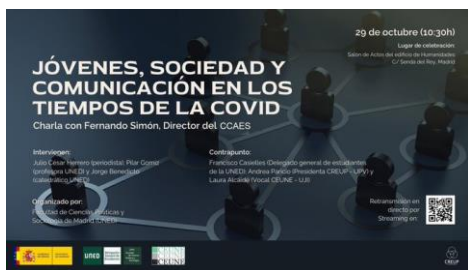 29 de octubre (10:30h)
Lugar de celebración:
Salón de Actos del edificio de Humanidades
C/ Senda del Rey, Madrid
JÓVENES, SOCIEDAD Y
COMUNICACIÓN EN LOS
TIEMPOS DE LA COVID
Charla con Fernando Simón, Director del CCAES
Intervienen:
Julio César Herrero (periodista), Pilar Gomiz
(profesora UNED) y Jorge Benedicto
(catedrático UNED)
Contrapunto:
Francisco Casielles (Delegado general de estudiantes
de la UNED), Andrea Paricio (Presidenta CREUP - UPV) y
Laura Alcaide (Vocal CEUNE - UJI)
Organizado por:
Facultad de Ciencias Políticas y
Sociología de Madrid (UNED)
Retransmisión en
directo por
Streaming en:
UNED
CEUNE
CREUP